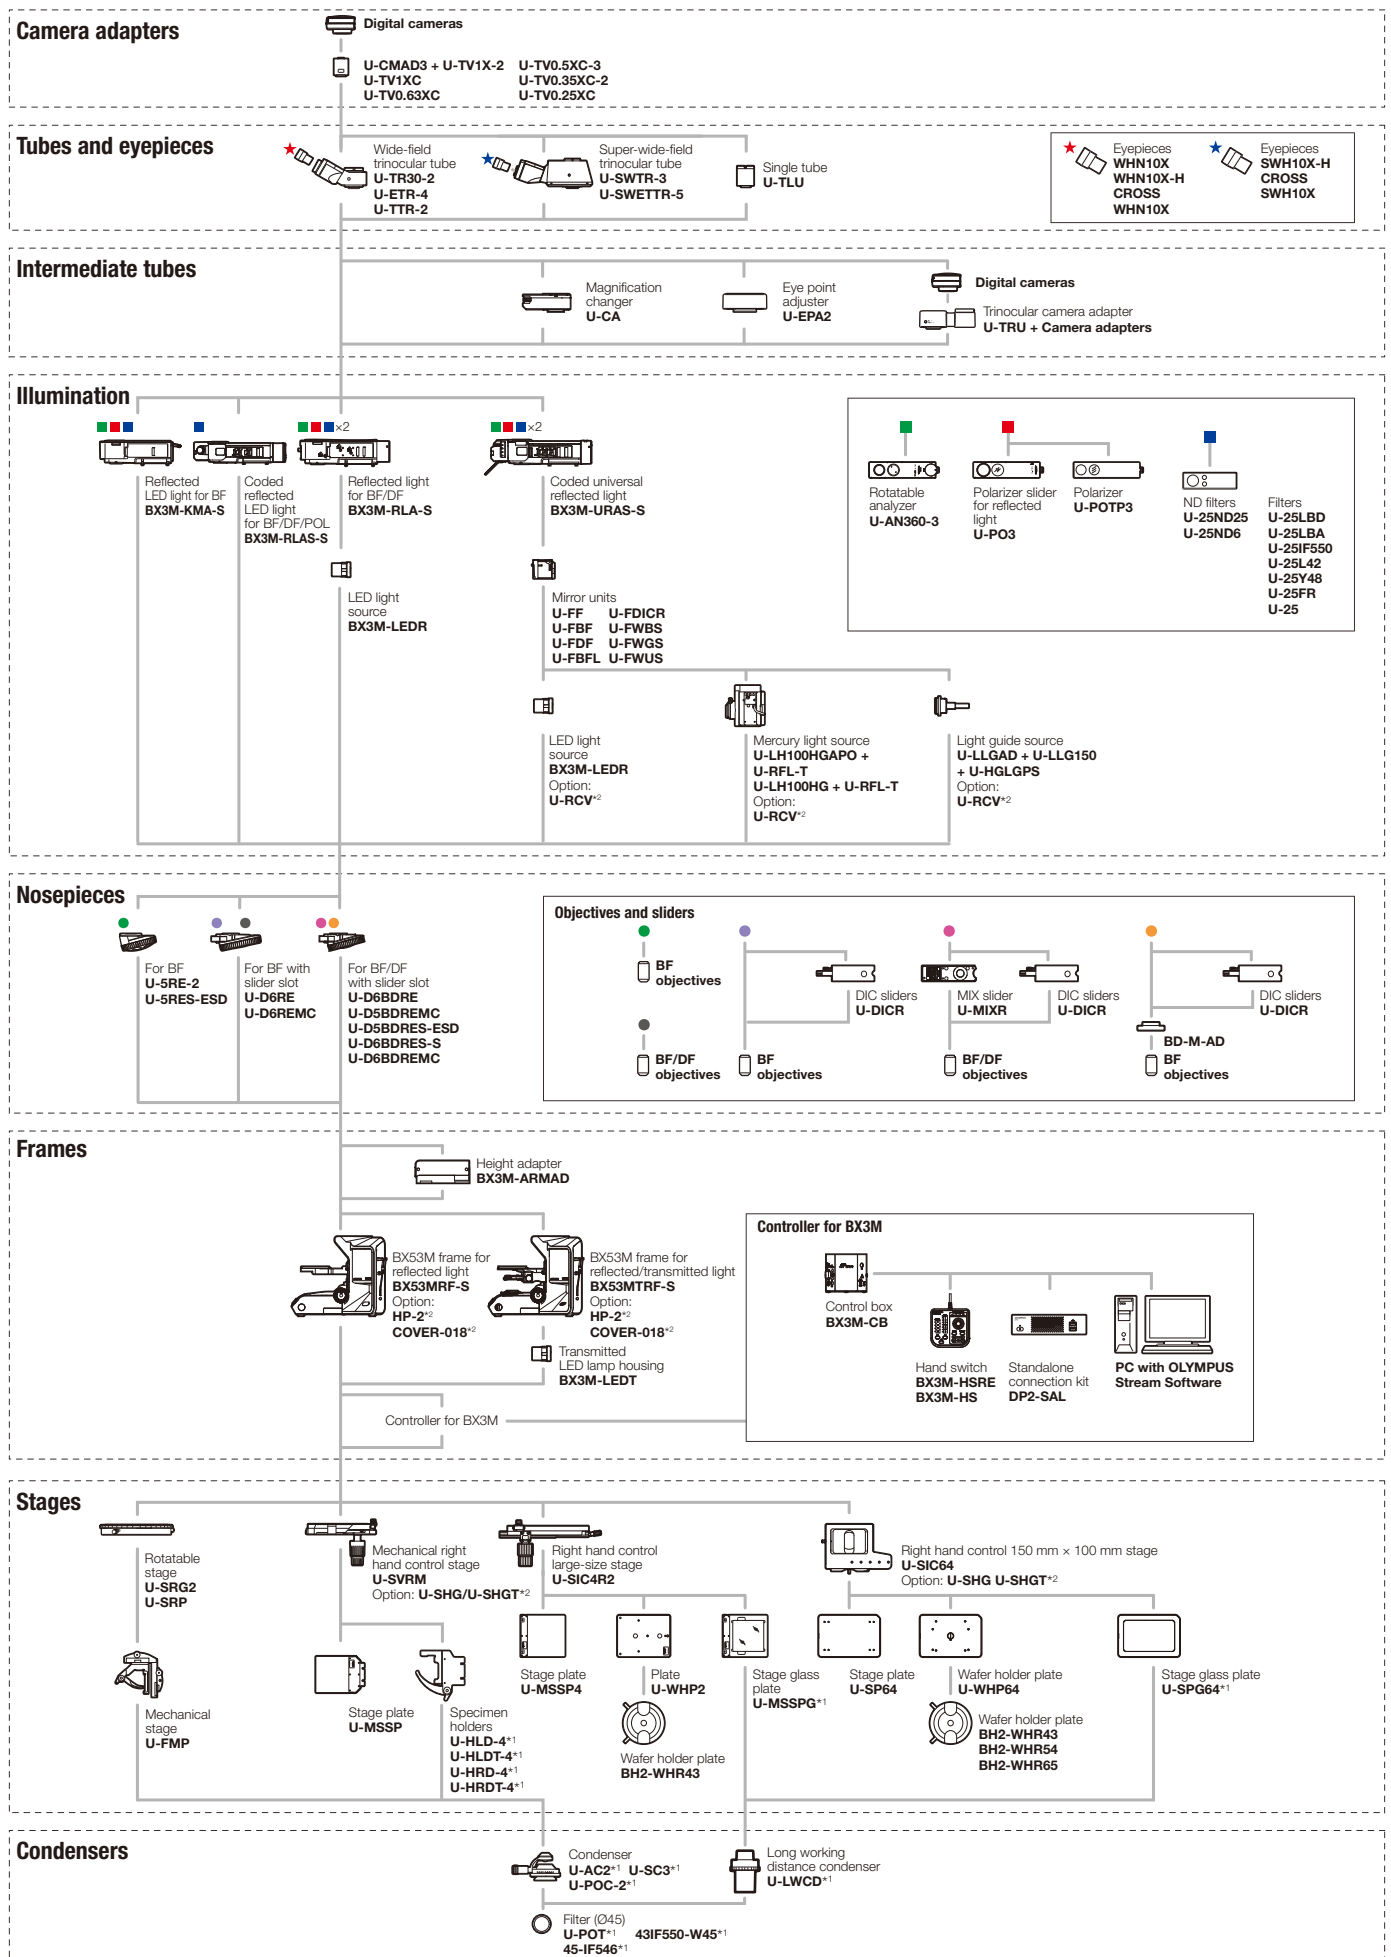 Camera adapters
Digital cameras
U-CMAD3 + U-TV1X-2 U-TV0.5XC-3
U-TV1XC U-TV0.35XC-2
U-TV0.63XC U-TV0.25XC
Tubes and eyepieces
Wide-field
trinocular tube
U-TR30-2
U-ETR-4
U-TTR-2
Super-wide-field
trinocular tube
U-SWTR-3
U-SWETTR-5
Single tube
U-TLU
Eyepieces
WHN10X
WHN10X-H
CROSS
WHN10X
Eyepieces
SWH10X-H
CROSS
SWH10X
Intermediate tubes
Magnification
changer
U-CA
Eye point
adjuster
U-EPA2
Digital cameras
Trinocular camera adapter
U-TRU + Camera adapters
Illumination
×2
×2
Reflected
LED light for BF
BX3M-KMA-S
Coded
reflected
LED light
for BF/DF/POL
BX3M-RLAS-S
Reflected light
for BF/DF
BX3M-RLA-S
LED light
source
BX3M-LEDR
Coded universal
reflected light
BX3M-URAS-S
Mirror units
U-FF U-FDICR
U-FBF U-FWBS
U-FDF U-FWGS
U-FBFL U-FWUS
Rotatable
analyzer
U-AN360-3
Polarizer slider
for reflected
light
U-PO3
Polarizer
U-POTP3
ND filters
U-25ND25
U-25ND6
Filters
U-25LBD
U-25LBA
U-25IF550
U-25L42
U-25Y48
U-25FR
U-25
LED light
source
BX3M-LEDR
Option:
U-RCV*2
Mercury light source
U-LH100HGAPO +
U-RFL-T
U-LH100HG + U-RFL-T
Option:
U-RCV*2
Light guide source
U-LLGAD + U-LLG150
+ U-HGLGPS
Option:
U-RCV*2
Nosepieces
For BF
U-5RE-2
U-5RES-ESD
For BF with
slider slot
U-D6RE
U-D6REMC
For BF/DF
with slider slot
U-D6BDRE
U-D5BDREMC
U-D5BDRES-ESD
U-D6BDRES-S
U-D6BDREMC
Objectives and sliders
BF
objectives
BF/DF
objectives
DIC sliders
U-DICR
BF
objectives
MIX slider
U-MIXR
DIC sliders
U-DICR
BF/DF
objectives
DIC sliders
U-DICR
BD-M-AD
BF
objectives
Frames
Height adapter
BX3M-ARMAD
BX53M frame for
reflected light
BX53MRF-S
Option:
HP-2*2
COVER-018*2
BX53M frame for
reflected/transmitted light
BX53MTRF-S
Option:
HP-2*2
COVER-018*2
Transmitted
LED lamp housing
BX3M-LEDT
Controller for BX3M
Controller for BX3M
Control box
BX3M-CB
Hand switch
BX3M-HSRE
BX3M-HS
Standalone
connection kit
DP2-SAL
PC with OLYMPUS
Stream Software
Stages
Rotatable
stage
U-SRG2
U-SRP
Mechanical
stage
U-FMP
Mechanical right
hand control stage
U-SVRM
Option: U-SHG/U-SHGT*2
Stage plate
U-MSSP
Specimen
holders
U-HLD-4*1
U-HLDT-4*1
U-HRD-4*1
U-HRDT-4*1
Right hand control
large-size stage
U-SIC4R2
Stage plate
U-MSSP4
Plate
U-WHP2
Wafer holder plate
BH2-WHR43
Stage glass
plate
U-MSSPG*1
Right hand control 150 mm × 100 mm stage
U-SIC64
Option: U-SHG U-SHGT*2
Stage plate
U-SP64
Wafer holder plate
U-WHP64
Wafer holder plate
BH2-WHR43
BH2-WHR54
BH2-WHR65
Stage glass plate
U-SPG64*1
Condensers
Condenser
U-AC2*1 U-SC3*1
U-POC-2*1
Long working
distance condenser
U-LWCD*1
Filter (Ø45)
U-POT*1 43IF550-W45*1
45-IF546*1